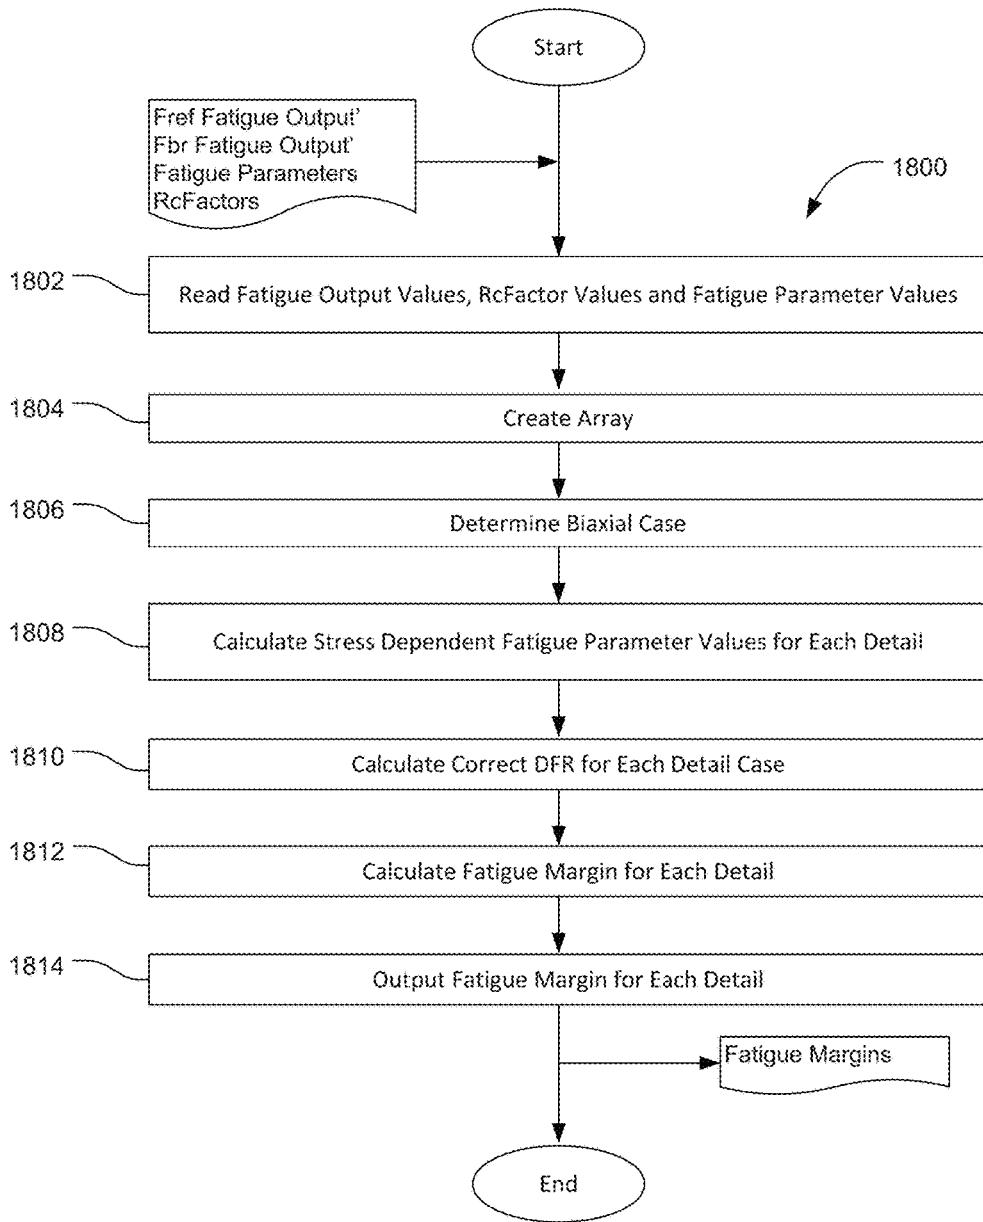 Start
Fref Fatigue Output'
Fbr Fatigue Output'
Fatigue Parameters
RcFactors
1800
1802
Read Fatigue Output Values, RcFactor Values and Fatigue Parameter Values
1804
Create Array
1806
Determine Biaxial Case
1808
Calculate Stress Dependent Fatigue Parameter Values for Each Detail
1810
Calculate Correct DFR for Each Detail Case
1812
Calculate Fatigue Margin for Each Detail
1814
Output Fatigue Margin for Each Detail
Fatigue Margins
End